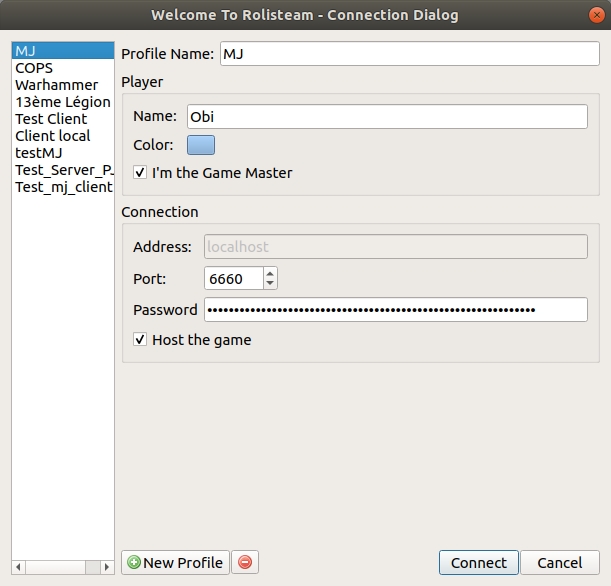 Welcome To Rolisteam - Connection Dialog
MJ
COPS
Warhammer
13ème Légion
Test Client
Client local
testMJ
Test_Server_P
Test_mj_client
Profile Name: MJ
Player
Name: Obi
Color:
I'm the Game Master
Connection
Address: localhost
Port: 6660
Password ••••••••••••••••••••••••••••••••••••••••••••••••••••••••••••••••
Host the game
New Profile
Connect
Cancel